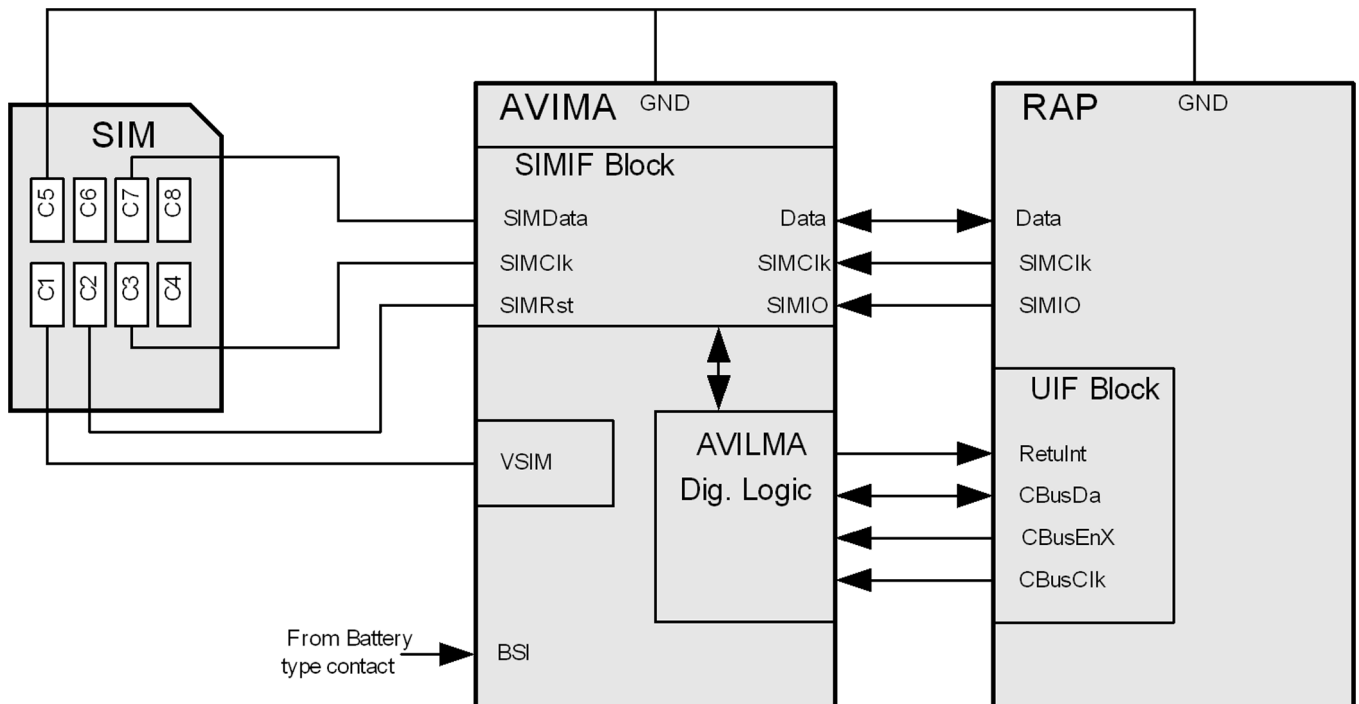 SIM
C5
C6
C7
C8
C1
C2
C3
C4
AVIMA
GND
SIMIF Block
SIMData
Data
SIMClk
SIMClk
SIMRst
SIMIO
VSIM
AVILMA
Dig. Logic
From Battery
type contact
BSI
RAP
GND
Data
SIMClk
SIMIO
UIF Block
RetuInt
CBusDa
CBusEnX
CBusClk